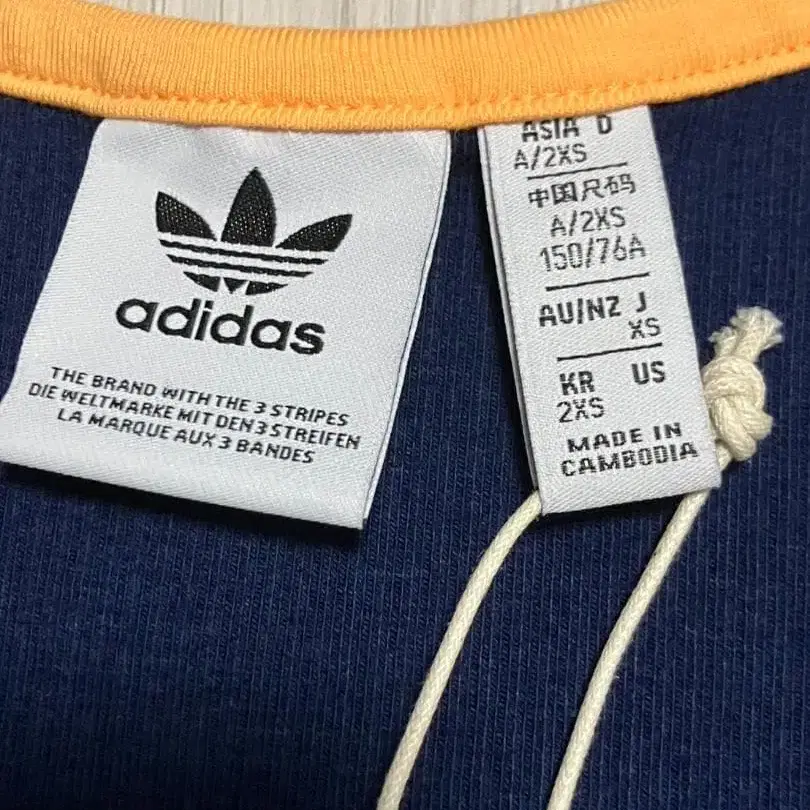 adidas
THE BRAND WITH THE 3 STRIPES
DIE WELTMARKE MIT DEN 3 STREIFEN
LA MARQUE AUX 3 BANDES
ASIA D
A/2XS
中国尺码
A/2XS
150/76A
AU/NZ J
XS
KR US
2XS
MADE IN
CAMBODIA